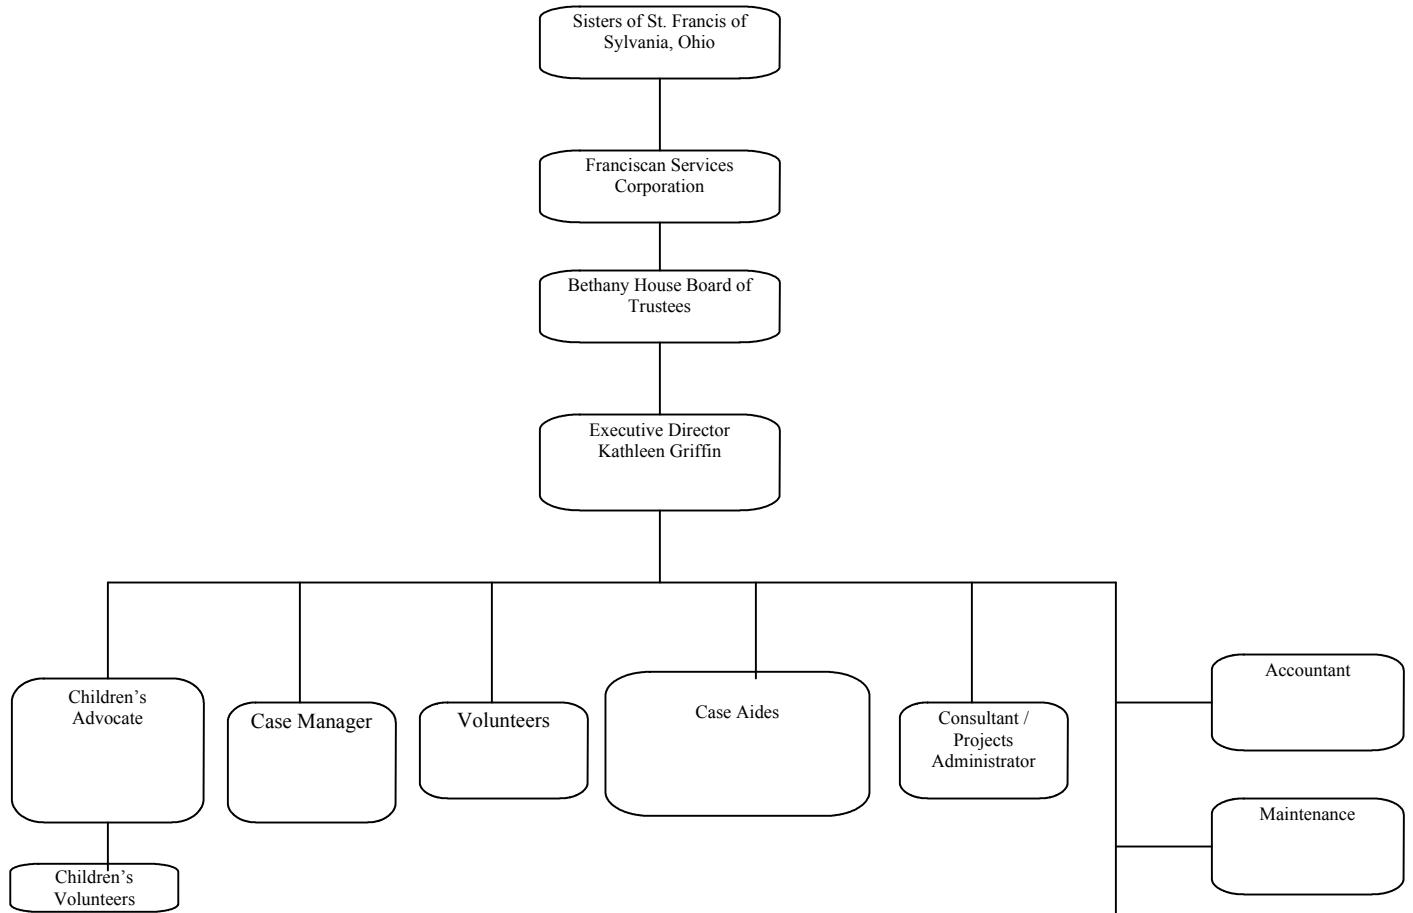 Sisters of St. Francis of
Sylvania, Ohio
Franciscan Services
Corporation
Bethany House Board of
Trustees
Executive Director
Kathleen Griffin
Children’s
Advocate
Case Manager
Volunteers
Case Aides
Consultant /
Projects
Administrator
Accountant
Maintenance
Children’s
Volunteers